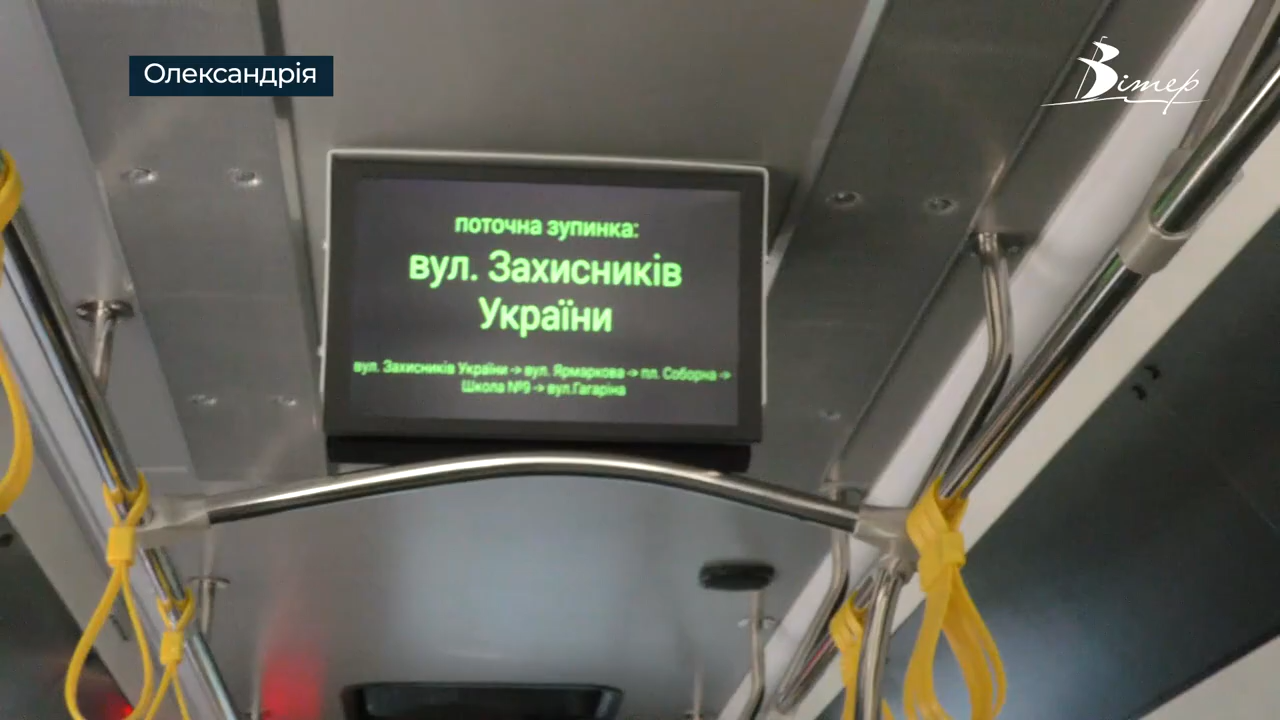 Олександрія
Вітер
поточна зупинка:
вул. Захисників
України
вул. Захисників України -> вул. Ярмаркова -> пл. Соборна ->
Школа №9 -> вул.Гагаріна